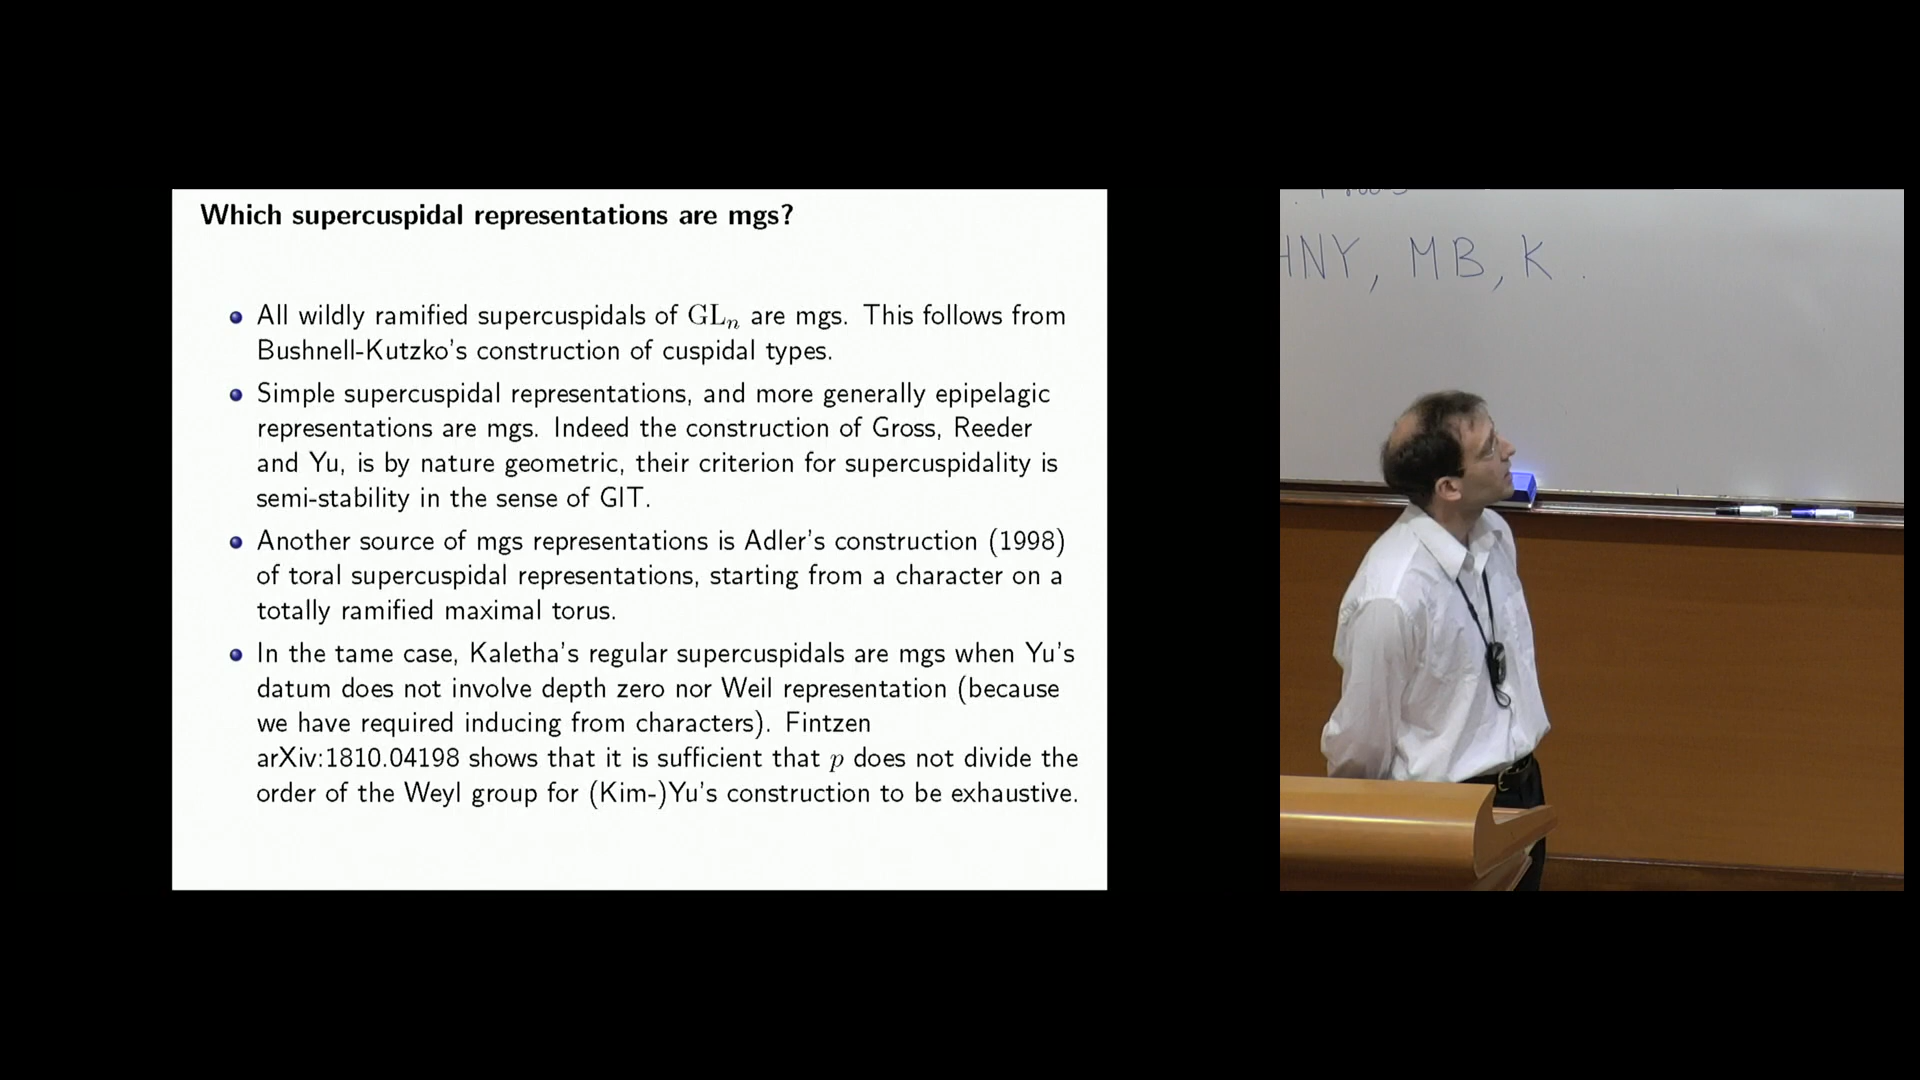 Which supercuspidal representations are mgs?
All wildly ramified supercuspidals of GLn are mgs. This follows from
Bushnell-Kutzko's construction of cuspidal types.
Simple supercuspidal representations, and more generally epipelagic
representations are mgs. Indeed the construction of Gross, Reeder
and Yu, is by nature geometric, their criterion for supercuspidality is
semi-stability in the sense of GIT.
Another source of mgs representations is Adler's construction (1998)
of toral supercuspidal representations, starting from a character on a
totally ramified maximal torus.
In the tame case, Kaletha's regular supercuspidals are mgs when Yu's
datum does not involve depth zero nor Weil representation (because
we have required inducing from characters). Fintzen
arXiv:1810.04198 shows that it is sufficient that p does not divide the
order of the Weyl group for (Kim-)Yu's construction to be exhaustive.
HNY, MB, K .